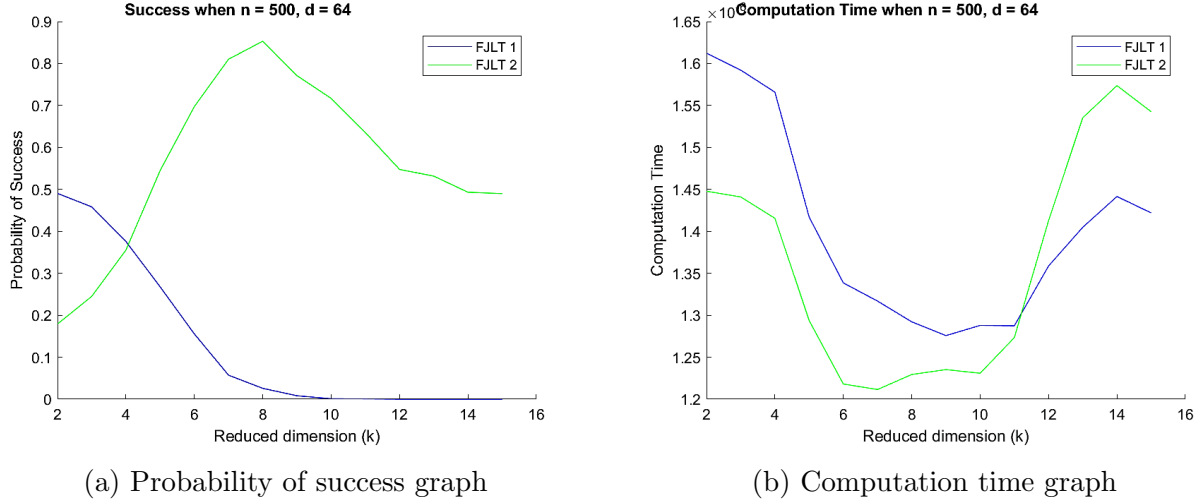 Success when n = 500, d = 64
0.9
0.8
0.7
0.6
0.5
0.4
0.3
0.2
0.1
0
Probability of Success
FJLT 1
FJLT 2
2 4 6 8 10 12 14 16
Reduced dimension (k)
(a) Probability of success graph
×10
Computation Time when n = 500, d = 64
1.65
1.6
1.55
1.5
1.45
1.4
1.35
1.3
1.25
1.2
Computation Time
FJLT 1
FJLT 2
2 4 6 8 10 12 14 16
Reduced dimension (k)
(b) Computation time graph